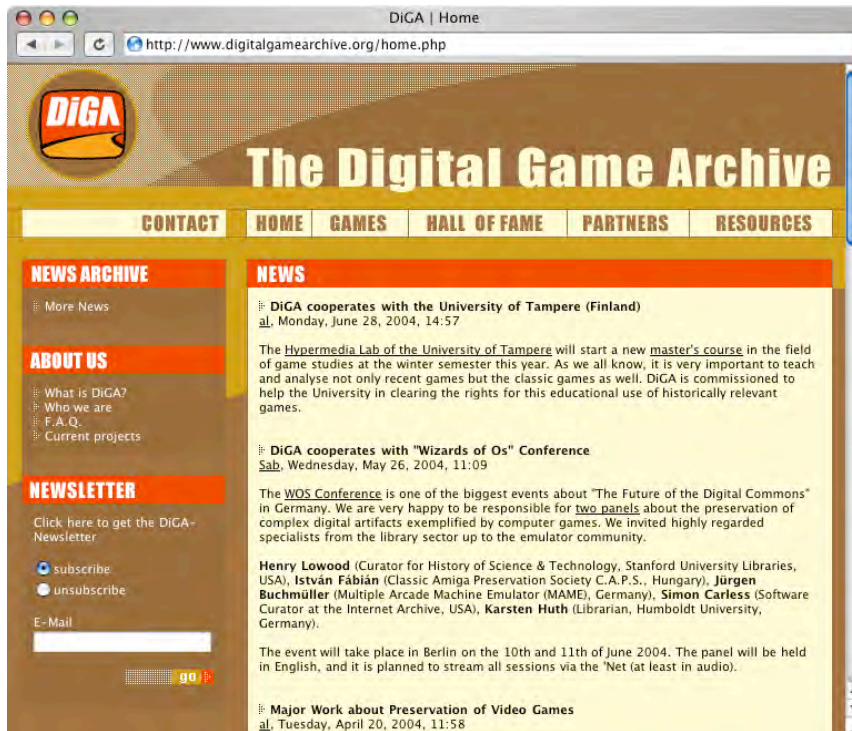 DiGA | Home
http://www.digitalgamearchive.org/home.php
DiGA
The Digital Game Archive
CONTACT
HOME
GAMES
HALL OF FAME
PARTNERS
RESOURCES
NEWS ARCHIVE
More News
ABOUT US
What is DiGA?
Who we are
F.A.Q.
Current projects
NEWSLETTER
Click here to get the DiGA-
Newsletter
subscribe
unsubscribe
E-Mail
go
NEWS
DiGA cooperates with the University of Tampere (Finland)
al, Monday, June 28, 2004, 14:57
The Hypermedia Lab of the University of Tampere will start a new master's course in the field
of game studies at the winter semester this year. As we all know, it is very important to teach
and analyse not only recent games but the classic games as well. DiGA is commissioned to
help the University in clearing the rights for this educational use of historically relevant
games.
DiGA cooperates with "Wizards of Os" Conference
Sab, Wednesday, May 26, 2004, 11:09
The WOS Conference is one of the biggest events about "The Future of the Digital Commons"
in Germany. We are very happy to be responsible for two panels about the preservation of
complex digital artifacts exemplified by computer games. We invited highly regarded
specialists from the library sector up to the emulator community.
Henry Lowood (Curator for History of Science & Technology, Stanford University Libraries,
USA), István Fábián (Classic Amiga Preservation Society C.A.P.S., Hungary), Jürgen
Buchmüller (Multiple Arcade Machine Emulator (MAME), Germany), Simon Carless (Software
Curator at the Internet Archive, USA), Karsten Huth (Librarian, Humboldt University,
Germany).
The event will take place in Berlin on the 10th and 11th of June 2004. The panel will be held
in English, and it is planned to stream all sessions via the 'Net (at least in audio).
Major Work about Preservation of Video Games
al, Tuesday, April 20, 2004, 11:58